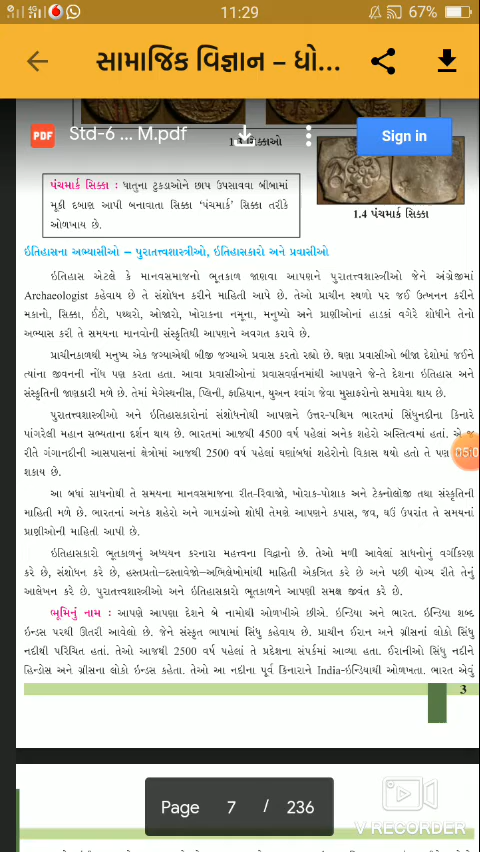 11:29
67%
સામાજિક વિજ્ઞાન – ધો...
PDF Std-6 ... M.pdf
Sign in
સિક્કાઓ
1.4 પંચમાર્ક સિક્કા
પંચમાર્ક સિક્કા : ધાતુના ટુકડાઓને છાપ ઉપસાવવા બીબામાં
મૂકી દબાણ આપી બનાવાતા સિક્કા 'પંચમાર્ક' સિક્કા તરીકે
ઓળખાય છે.
ઇતિહાસના અભ્યાસીઓ – પુરાતત્ત્વશાસ્ત્રીઓ, ઇતિહાસકારો અને પ્રવાસીઓ
ઇતિહાસ એટલે કે માનવસમાજનો ભૂતકાળ જાણવા આપણને પુરાતત્ત્વશાસ્ત્રીઓ જેને અંગ્રેજીમાં
Archaeologist કહેવાય છે તે સંશોધન કરીને માહિતી આપે છે. તેઓ પ્રાચીન સ્થળો પર જઈ ઉત્ખનન કરીને
મકાનો, સિક્કા, ઈંટો, પથ્થરો, ઓજારો, ખોરાકના નમૂના, મનુષ્યો અને પ્રાણીઓનાં હાડકાં વગેરે શોધીને તેનો
અભ્યાસ કરી તે સમયના માનવોની સંસ્કૃતિથી આપણને અવગત કરાવે છે.
પ્રાચીનકાળથી મનુષ્ય એક જગ્યાએથી બીજી જગ્યાએ પ્રવાસ કરતો રહ્યો છે. ઘણા પ્રવાસીઓ બીજા દેશોમાં જઈને
ત્યાંના જીવનની નોંધ પણ કરતા હતા. આવા પ્રવાસીઓનાં પ્રવાસવર્ણનમાંથી આપણને જે-તે દેશના ઇતિહાસ અને
સંસ્કૃતિની જાણકારી મળે છે. તેમાં મેગેસ્થનીસ, પ્લિની, ફાહિયાન, યુઅન શ્વાંગ જેવા મુસાફરોનો સમાવેશ થાય છે.
પુરાતત્ત્વશાસ્ત્રીઓ અને ઇતિહાસકારોનાં સંશોધનોથી આપણને ઉત્તર-પશ્ચિમ ભારતમાં સિંધુનદીના કિનારે
પાંગરેલી મહાન સભ્યતાના દર્શન થાય છે. ભારતમાં આજથી 4500 વર્ષ પહેલાં અનેક શહેરો અસ્તિત્વમાં હતાં. એ જ
રીતે ગંગાનદીની આસપાસનાં ક્ષેત્રોમાં આજથી 2500 વર્ષ પહેલાં ઘણાંબધાં શહેરોનો વિકાસ થયો હતો તે પણ
શકાય છે.
05:0
આ બધાં સાધનોથી તે સમયના માનવસમાજના રીત-રિવાજો, ખોરાક-પોશાક અને ટેક્નોલૉજી તથા સંસ્કૃતિની
માહિતી મળે છે. ભારતનાં અનેક શહેરો અને ગામડાંઓ શોધી તેમણે આપણને કપાસ, જવ, ઘઉં ઉપરાંત તે સમયનાં
પ્રાણીઓની માહિતી આપી છે.
ઇતિહાસકારો ભૂતકાળનું અધ્યયન કરનારા મહત્ત્વના વિદ્વાનો છે. તેઓ મળી આવેલાં સાધનોનું વર્ગીકરણ
કરે છે, સંશોધન કરે છે, હસ્તપ્રતો–દસ્તાવેજો–અભિલેખોમાંથી માહિતી એકત્રિત કરે છે અને પછી યોગ્ય રીતે તેનું
આલેખન કરે છે. પુરાતત્ત્વશાસ્ત્રીઓ અને ઇતિહાસકારો ભૂતકાળને આપણી સમક્ષ જીવંત કરે છે.
ભૂમિનું નામ : આપણે આપણા દેશને બે નામોથી ઓળખીએ છીએ. ઇન્ડિયા અને ભારત. ઇન્ડિયા શબ્દ
ઇન્ડસ પરથી ઊતરી આવેલો છે. જેને સંસ્કૃત ભાષામાં સિંધુ કહેવાય છે. પ્રાચીન ઈરાન અને ગ્રીસનાં લોકો સિંધુ
નદીથી પરિચિત હતાં. તેઓ આજથી 2500 વર્ષ પહેલાં તે પ્રદેશના સંપર્કમાં આવ્યા હતા. ઈરાનીઓ સિંધુ નદીને
હિન્ડોસ અને ગ્રીસના લોકો ઇન્ડસ કહેતા. તેઓ આ નદીના પૂર્વ કિનારાને India-ઇન્ડિયાથી ઓળખતા. ભારત એવું
3
Page 7 / 236
V RECORDER